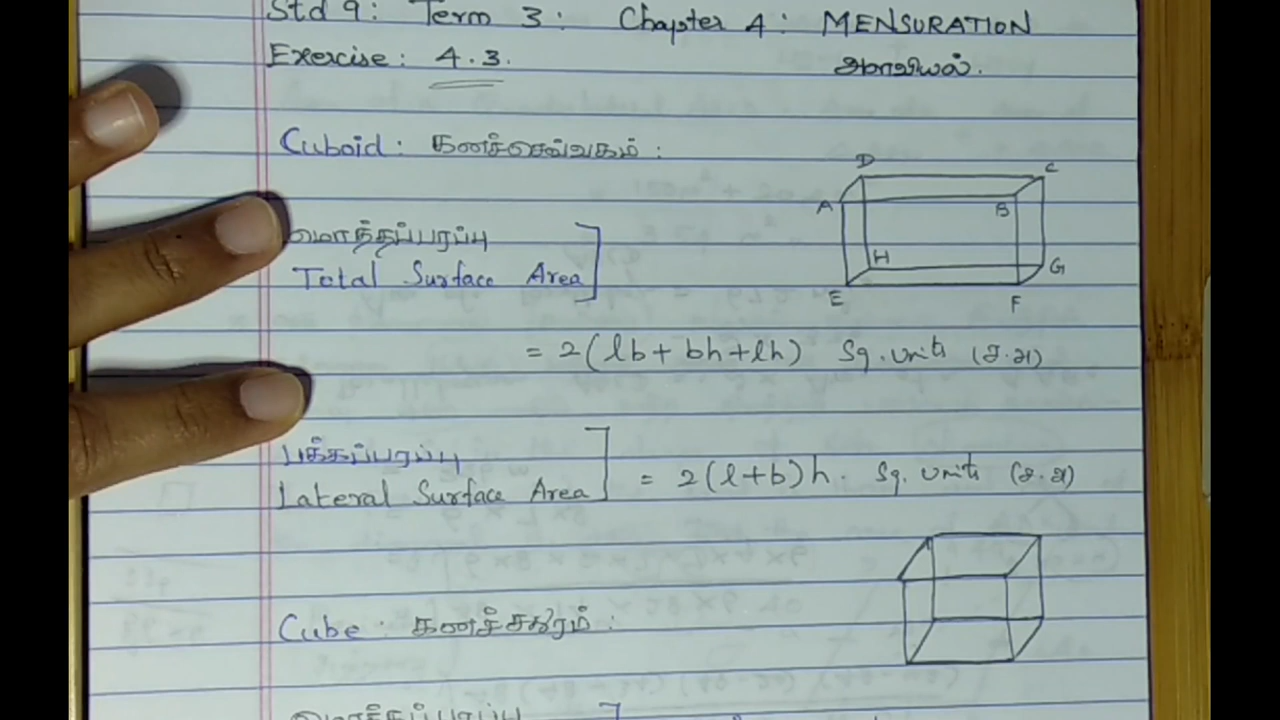 Std 9: Term 3: Chapter 4: MENSURATION
Exercise: 4.3. அளவியல்.
Cuboid: கனச்செவ்வகம்:
D C
A B
H G
E F
மொத்தப்பரப்பு
Total Surface Area
= 2(lb + bh + lh) Sq. units (ச.அ)
பக்கப்பரப்பு
Lateral Surface Area = 2(l+b)h. Sq. units (ச.அ)
Cube: கனச்சதுரம்:
மொத்தப்பரப்பு